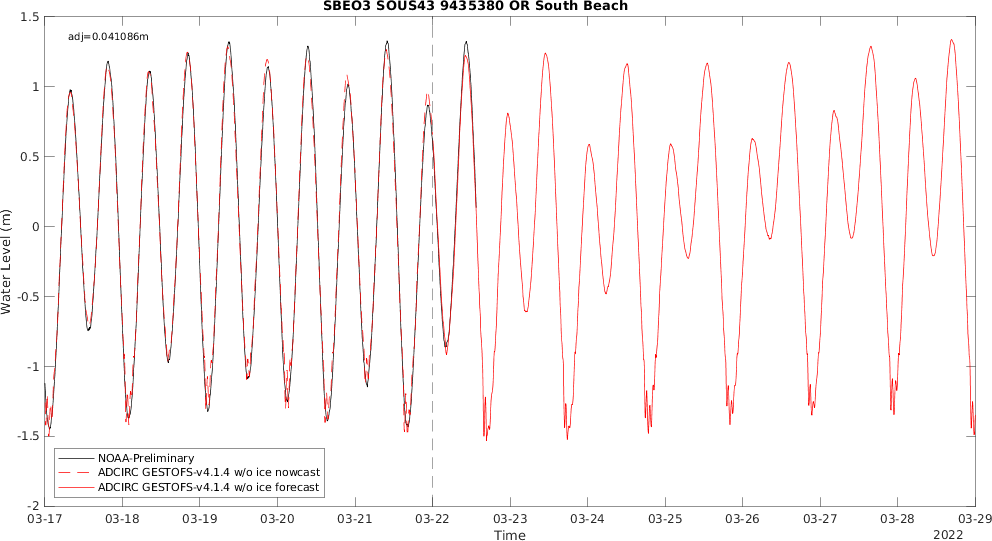 SBEO3 SOUS43 9435380 OR South Beach
adj=0.041086m
1.5
1
0.5
0
-0.5
-1
-1.5
-2
Water Level (m)
NOAA-Preliminary
ADCIRC GESTOFS-v4.1.4 w/o ice nowcast
ADCIRC GESTOFS-v4.1.4 w/o ice forecast
03-17 03-18 03-19 03-20 03-21 03-22 03-23 03-24 03-25 03-26 03-27 03-28 03-29
Time
2022